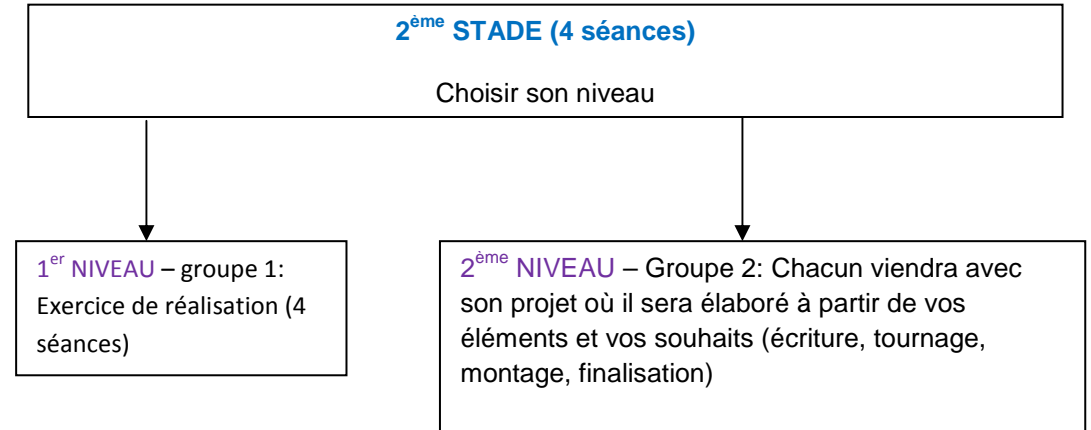 2ème STADE (4 séances)
Choisir son niveau
1er NIVEAU – groupe 1:
Exercice de réalisation (4
séances)
2ème NIVEAU – Groupe 2: Chacun viendra avec
son projet où il sera élaboré à partir de vos
éléments et vos souhaits (écriture, tournage,
montage, finalisation)